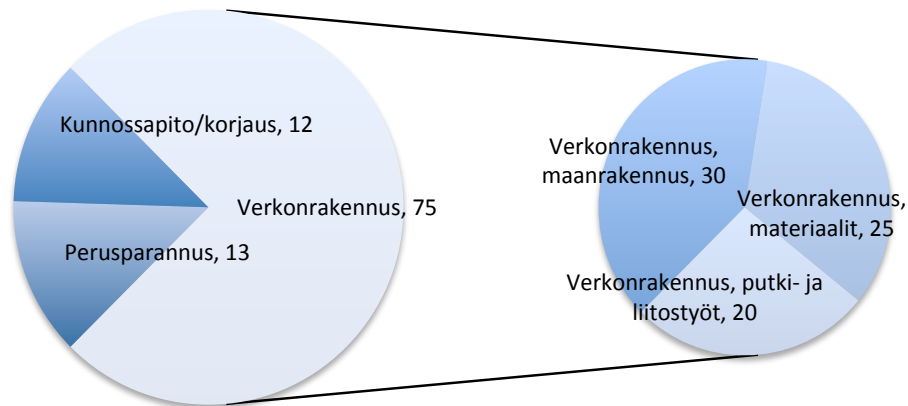 Kunnossapito/korjaus, 12
Verkonrakennus, 75
Perusparannus, 13
Verkonrakennus,
maanrakennus, 30
Verkonrakennus,
materiaalit, 25
Verkonrakennus, putki- ja
liitostyöt, 20